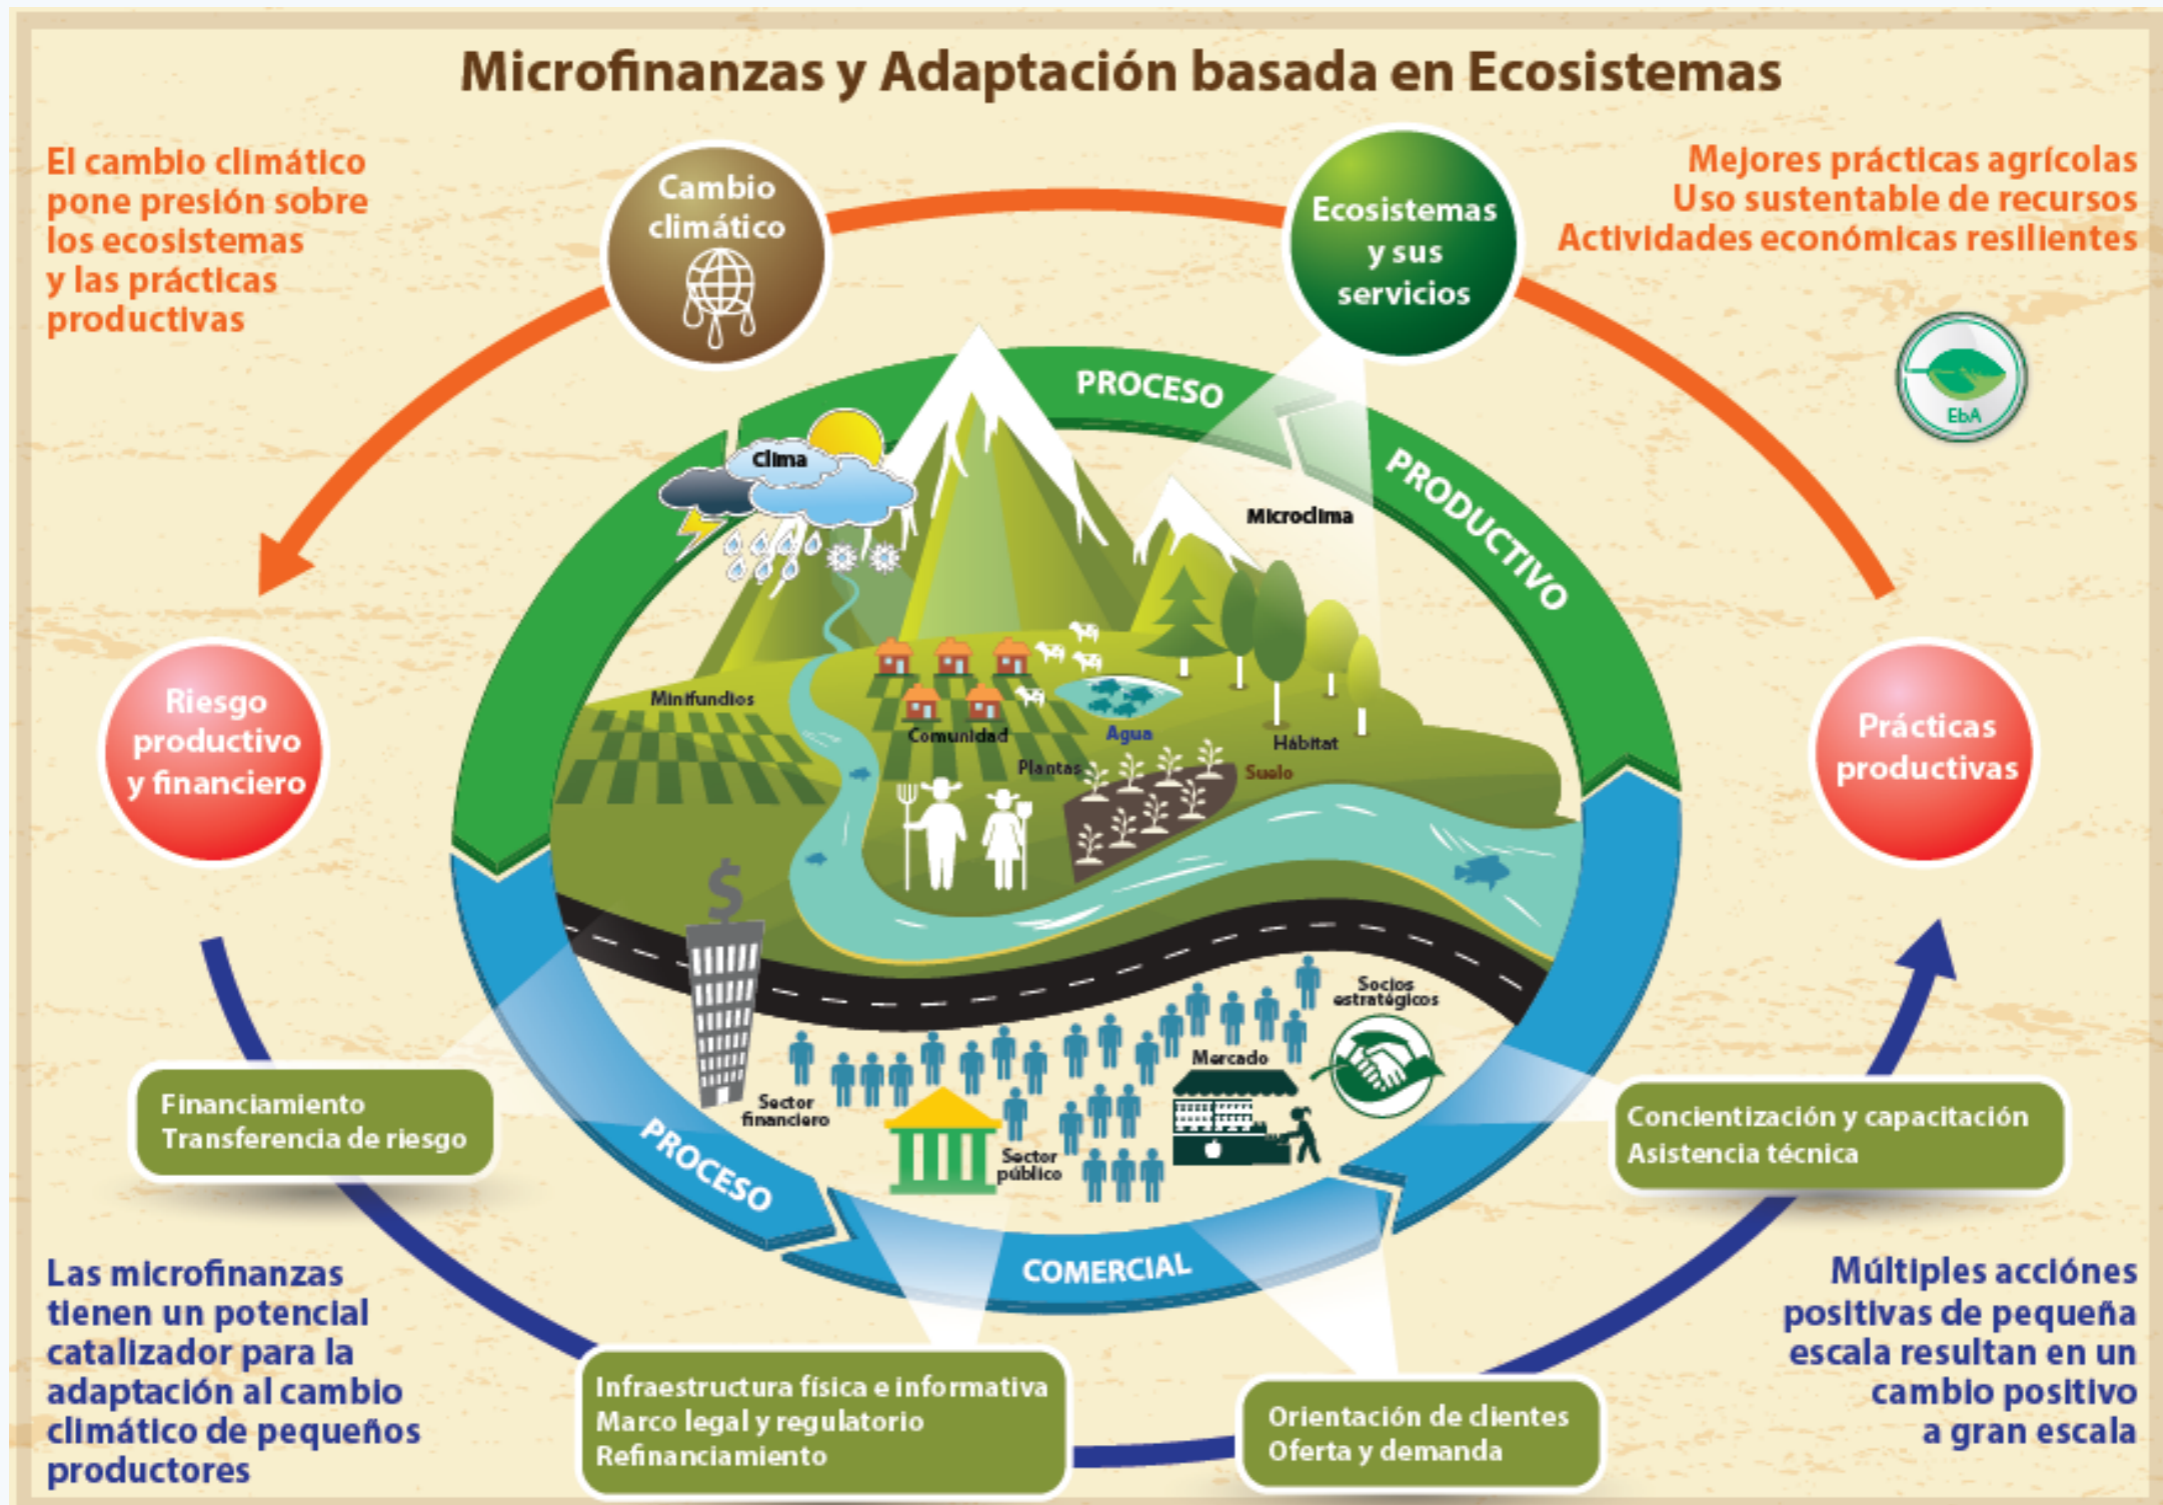 Microfinanzas y Adaptación basada en Ecosistemas
El cambio climático
pone presión sobre
los ecosistemas
y las prácticas
productivas
Cambio
climático
Ecosistemas
y sus
servicios
Mejores prácticas agrícolas
Uso sustentable de recursos
Actividades económicas resilientes
EbA
PROCESO
PRODUCTIVO
Clima
Microclima
Riesgo
productivo
y financiero
Minifundios
Comunidad
Agua
Hábitat
Plantas
Suelo
Prácticas
productivas
$
Socios
estratégicos
Mercado
Sector
financiero
Sector
público
PROCESO
COMERCIAL
Financiamiento
Transferencia de riesgo
Concientización y capacitación
Asistencia técnica
Las microfinanzas
tienen un potencial
catalizador para la
adaptación al cambio
climático de pequeños
productores
Infraestructura física e informativa
Marco legal y regulatorio
Refinanciamiento
Orientación de clientes
Oferta y demanda
Múltiples acciónes
positivas de pequeña
escala resultan en un
cambio positivo
a gran escala